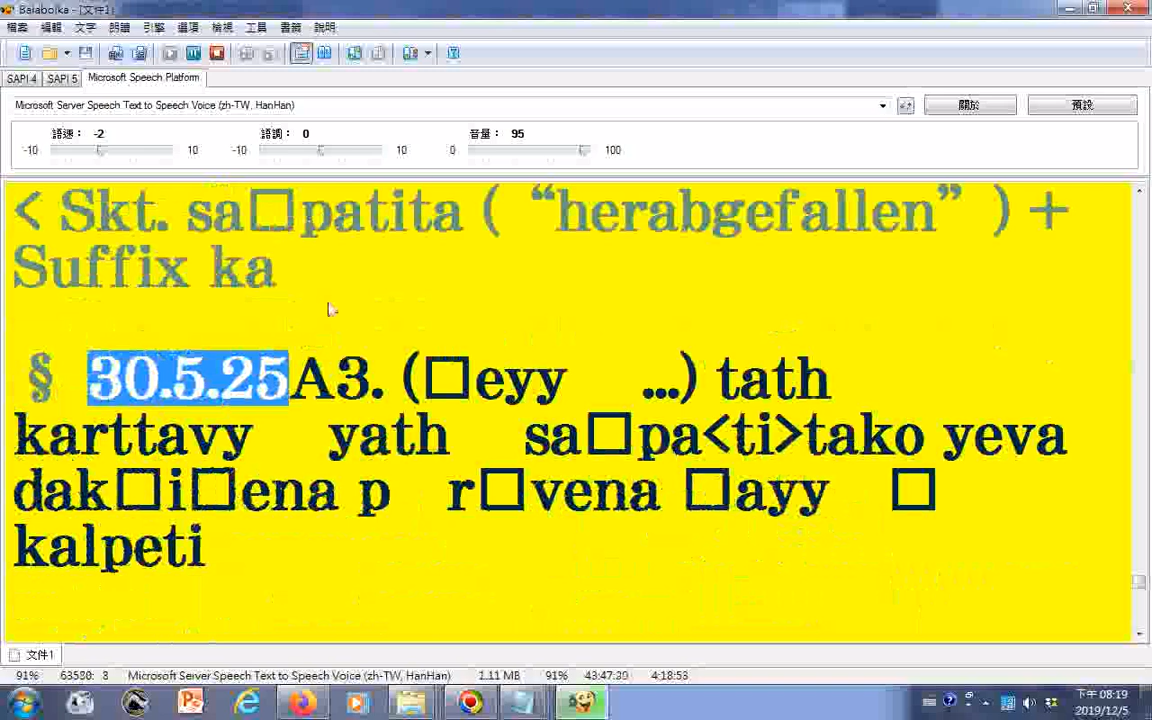 Balabolka - [文件1]
檔案 編輯 文字 朗讀 引擎 選項 檢視 工具 書籤 說明
SAPI 4 SAPI 5 Microsoft Speech Platform
Microsoft Server Speech Text to Speech Voice (zh-TW, HanHan) 關於 預設
語速： -2 語調： 0 音量： 95
-10 10 -10 10 0 100
< Skt. sa□patita (“herabgefallen”) +
Suffix ka
§ 30.5.25A3. (□eyy ...) tath
karttavy yath sa□pa<ti>tako yeva
dak□i□ena p r□vena □ayy □
kalpeti
文件1
91% 63580: 8 Microsoft Server Speech Text to Speech Voice (zh-TW, HanHan) 1.11 MB 91% 43:47:39 4:18:53
下午 08:19
2019/12/5